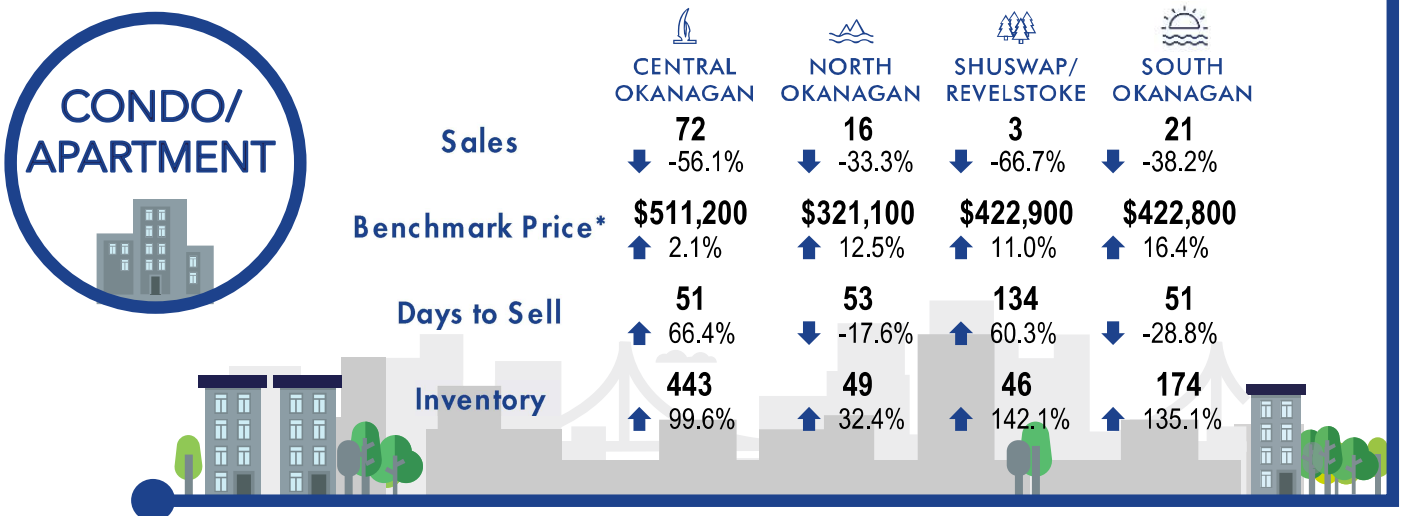 CONDO/
APARTMENT
CENTRAL OKANAGAN NORTH OKANAGAN SHUSWAP/ REVELSTOKE SOUTH OKANAGAN
Sales 72 16 3 21
-56.1% -33.3% -66.7% -38.2%
Benchmark Price* $511,200 $321,100 $422,900 $422,800
2.1% 12.5% 11.0% 16.4%
Days to Sell 51 53 134 51
66.4% -17.6% 60.3% -28.8%
Inventory 443 49 46 174
99.6% 32.4% 142.1% 135.1%